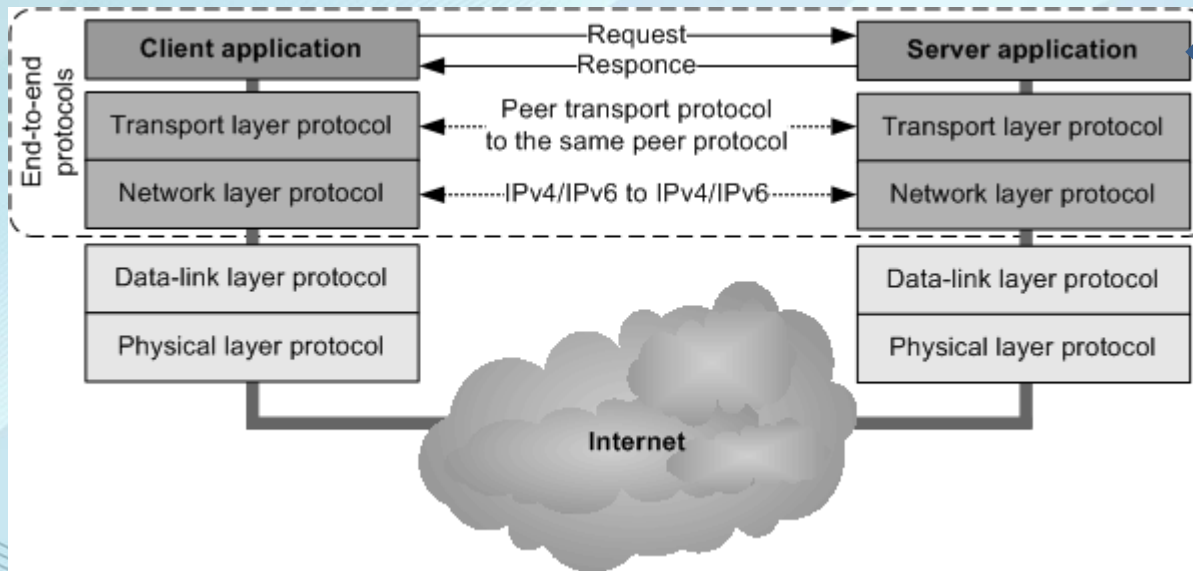 Client application
Request
Responce
Server application
End-to-end
protocols
Transport layer protocol
Peer transport protocol
to the same peer protocol
Transport layer protocol
Network layer protocol
IPv4/IPv6 to IPv4/IPv6
Network layer protocol
Data-link layer protocol
Data-link layer protocol
Physical layer protocol
Physical layer protocol
Internet